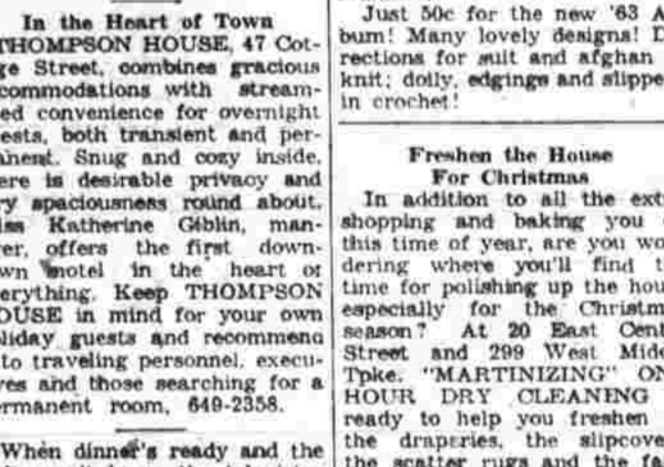 In the Heart of Town
THOMPSON HOUSE, 47 Cot-
ge Street, combines gracious
commodations with stream-
ed convenience for overnight
ests, both transient and per-
anent. Snug and cozy inside,
ere is desirable privacy and
ry spaciousness round about.
iss Katherine Giblin, man-
er, offers the first down-
wn motel in the heart of
erything. Keep THOMPSON
OUSE in mind for your own
liday guests and recommend
to traveling personnel, execu-
ves and those searching for a
ermanent room, 649-2358.
When dinner's ready and the
Just 50c for the new '63 A
bum! Many lovely designs! D
rections for suit and afghan
knit; doily, edgings and slippe
in crochet!
Freshen the House
For Christmas
In addition to all the ext
shopping and baking you
this time of year, are you wo
dering where you'll find t
time for polishing up the hou
especially for the Christm
season? At 20 East Cent
Street and 299 West Midd
Tpke. "MARTINIZING" ON
HOUR DRY CLEANING
ready to help you freshen
the draperies, the slipcove
the scatter rugs and the fa